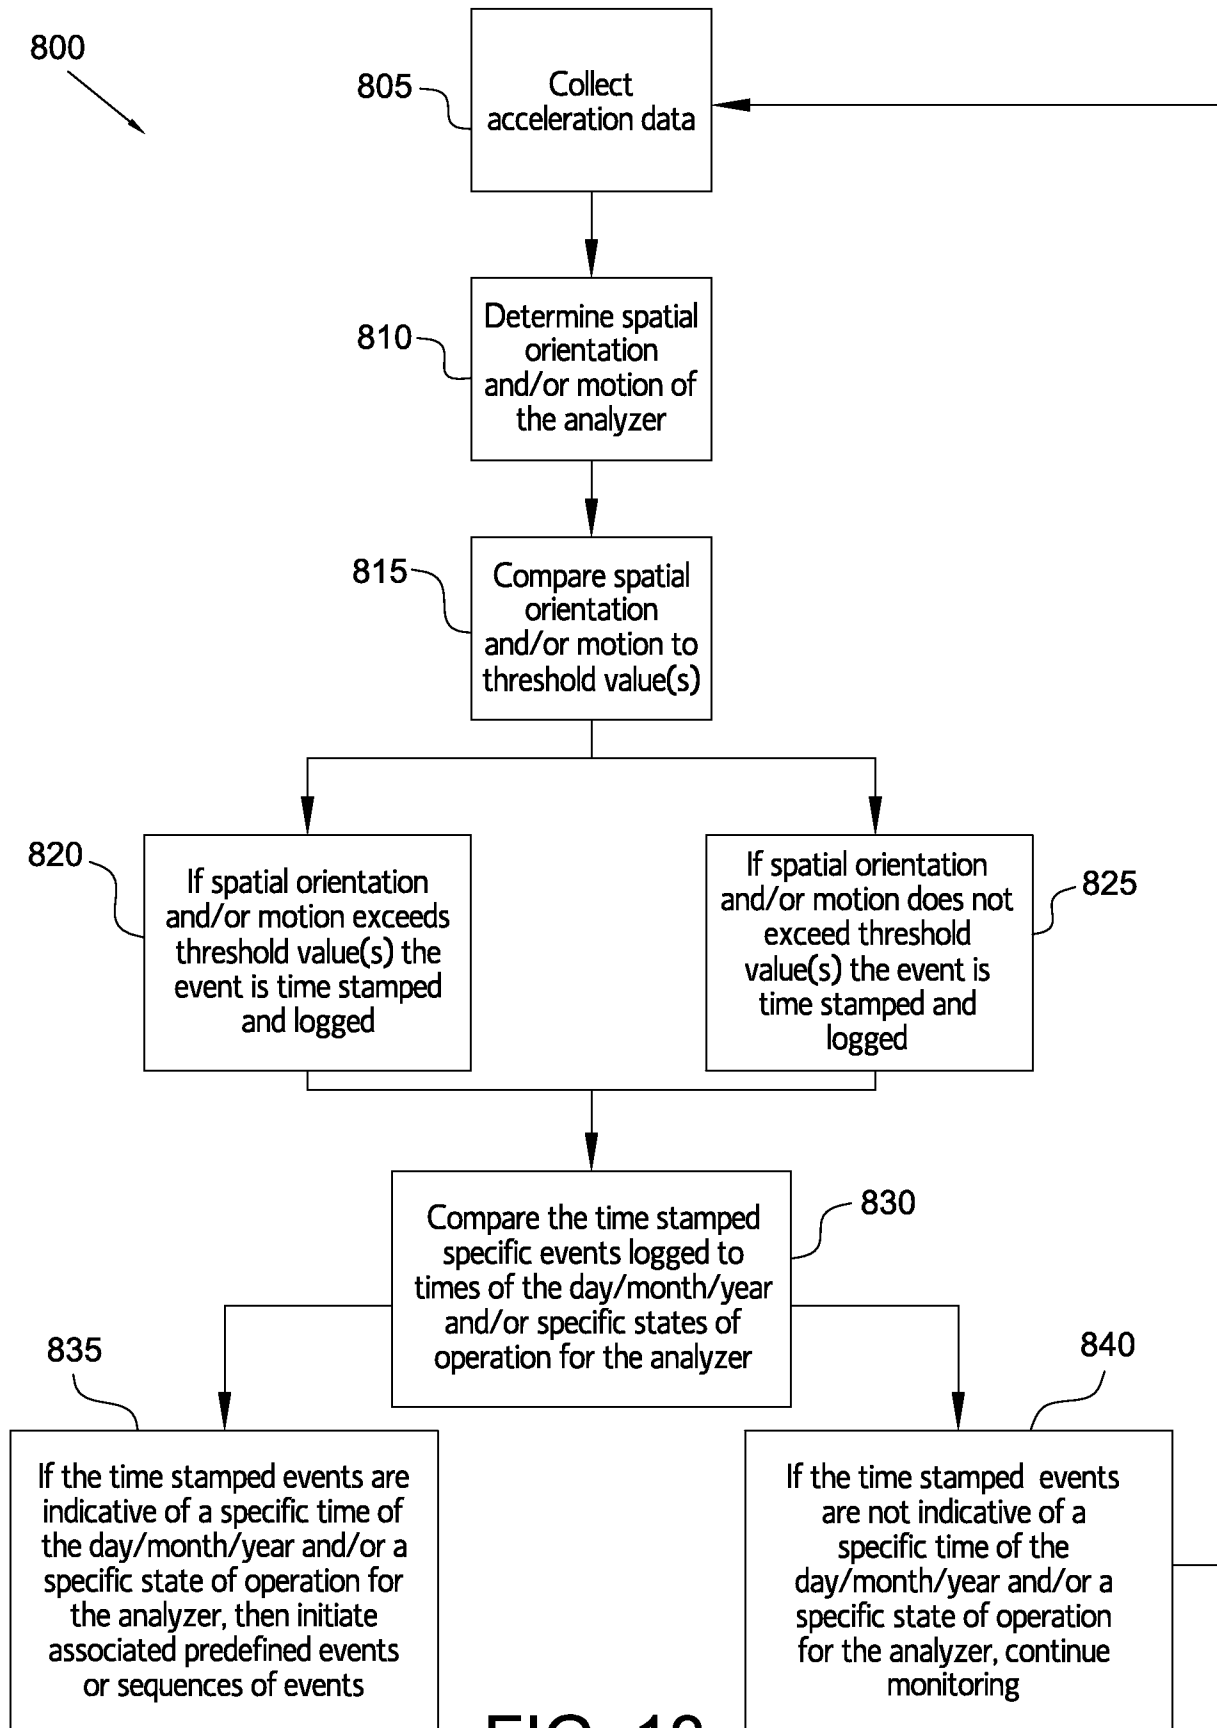 800
805
Collect
acceleration data
810
Determine spatial
orientation
and/or motion of
the analyzer
815
Compare spatial
orientation
and/or motion to
threshold value(s)
820
If spatial orientation
and/or motion exceeds
threshold value(s) the
event is time stamped
and logged
825
If spatial orientation
and/or motion does not
exceed threshold
value(s) the event is
time stamped and
logged
830
Compare the time stamped
specific events logged to
times of the day/month/year
and/or specific states of
operation for the analyzer
835
If the time stamped events are
indicative of a specific time of
the day/month/year and/or a
specific state of operation for
the analyzer, then initiate
associated predefined events
or sequences of events
840
If the time stamped events
are not indicative of a
specific time of the
day/month/year and/or a
specific state of operation
for the analyzer, continue
monitoring